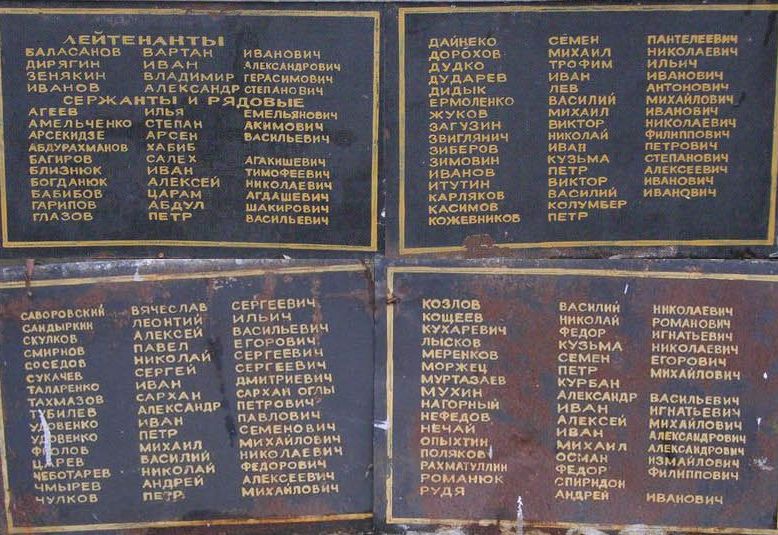 ЛЕЙТЕНАНТЫ
БАЛАСАНОВ ВАРТАН ИВАНОВИЧ
ДИРЯГИН ИВАН АЛЕКСАНДРОВИЧ
ЗЕНЯКИН ВЛАДИМИР ГЕРАСИМОВИЧ
ИВАНОВ АЛЕКСАНДР СТЕПАНОВИЧ
СЕРЖАНТЫ И РЯДОВЫЕ
АГЕЕВ ИЛЬЯ ЕМЕЛЬЯНОВИЧ
АМЕЛЬЧЕНКО СТЕПАН АКИМОВИЧ
АРСЕКИДЗЕ АРСЕН ВАСИЛЬЕВИЧ
АБДУРАХМАНОВ ХАБИБ
БАГИРОВ САЛЕХ АГАКИШЕВИЧ
БЛИЗНЮК ИВАН ТИМОФЕЕВИЧ
БОГДАНЮК АЛЕКСЕЙ НИКОЛАЕВИЧ
БАБИБОВ ЦАРАМ АГДАШЕВИЧ
ГАРИПОВ АБДУЛ ШАКИРОВИЧ
ГЛАЗОВ ПЕТР ВАСИЛЬЕВИЧ
ДАЙНЕКО СЕМЕН ПАНТЕЛЕЕВИЧ
ДОРОХОВ МИХАИЛ НИКОЛАЕВИЧ
ДУДКО ТРОФИМ ИЛЬИЧ
ДУДАРЕВ ИВАН ИВАНОВИЧ
ДИДЫК ЛЕВ АНТОНОВИЧ
ЕРМОЛЕНКО ВАСИЛИЙ МИХАЙЛОВИЧ
ЖУКОВ МИХАИЛ ИВАНОВИЧ
ЗАГУЗИН ВИКТОР НИКОЛАЕВИЧ
ЗВИГЛЯНИЧ НИКОЛАЙ ФИЛИППОВИЧ
ЗИБЕРОВ ИВАН ПЕТРОВИЧ
ЗИМОВИН КУЗЬМА СТЕПАНОВИЧ
ИВАНОВ ПЕТР АЛЕКСЕЕВИЧ
ИТУТИН ВИКТОР ИВАНОВИЧ
КАРЛЯКОВ ВАСИЛИЙ ИВАНОВИЧ
КАСИМОВ КОЛУМБЕР
КОЖЕВНИКОВ ПЕТР
САВОРОВСКИЙ ВЯЧЕСЛАВ СЕРГЕЕВИЧ
САИДЫРКИН ЛЕОНТИЙ ИЛЬИЧ
СКУЛКОВ АЛЕКСЕЙ ВАСИЛЬЕВИЧ
СМИРНОВ ПАВЕЛ ЕГОРОВИЧ
СОСЕДОВ НИКОЛАЙ СЕРГЕЕВИЧ
СУКАЧЕВ СЕРГЕЙ СЕРГЕЕВИЧ
ТАПАРЕНКО ИВАН ДМИТРИЕВИЧ
ТАХМАЗОВ САРХАН САРХАН ОГЛЫ
ТУБИЛЕВ АЛЕКСАНДР ПЕТРОВИЧ
УДОВЕНКО ИВАН ПАВЛОВИЧ
УДОВЕНКО ПЕТР СЕМЕНОВИЧ
ФРОЛОВ МИХАИЛ МИХАЙЛОВИЧ
ЦАРЕВ ВАСИЛИЙ НИКОЛАЕВИЧ
ЧЕБОТАРЕВ НИКОЛАЙ ФЕДОРОВИЧ
ЧМЫРЕВ АНДРЕЙ АЛЕКСЕЕВИЧ
ЧУЛКОВ ПЕТР МИХАЙЛОВИЧ
КОЗЛОВ ВАСИЛИЙ НИКОЛАЕВИЧ
КОЩЕЕВ НИКОЛАЙ РОМАНОВИЧ
КУХАРЕВИЧ ФЕДОР ИГНАТЬЕВИЧ
ЛЫСКОВ КУЗЬМА НИКОЛАЕВИЧ
МЕРЕНКОВ СЕМЕН ЕГОРОВИЧ
МОРЖЕЦ ПЕТР МИХАЙЛОВИЧ
МУРТАЗАЕВ КУРБАН
МУХИН АЛЕКСАНДР ВАСИЛЬЕВИЧ
НАГОРНЫЙ ИВАН ИГНАТЬЕВИЧ
НЕФЕДОВ АЛЕКСЕЙ МИХАЙЛОВИЧ
НЕЧАЙ ИВАН АЛЕКСАНДРОВИЧ
ОПЫХТИН МИХАИЛ АЛЕКСАНДРОВИЧ
ПОЛЯКОВ ОСМАН ИЗМАЙЛОВИЧ
РАХМАТУЛЛИН ФЕДОР ФИЛИППОВИЧ
РОМАНЮК СПИРИДОН
РУДЯ АНДРЕЙ ИВАНОВИЧ